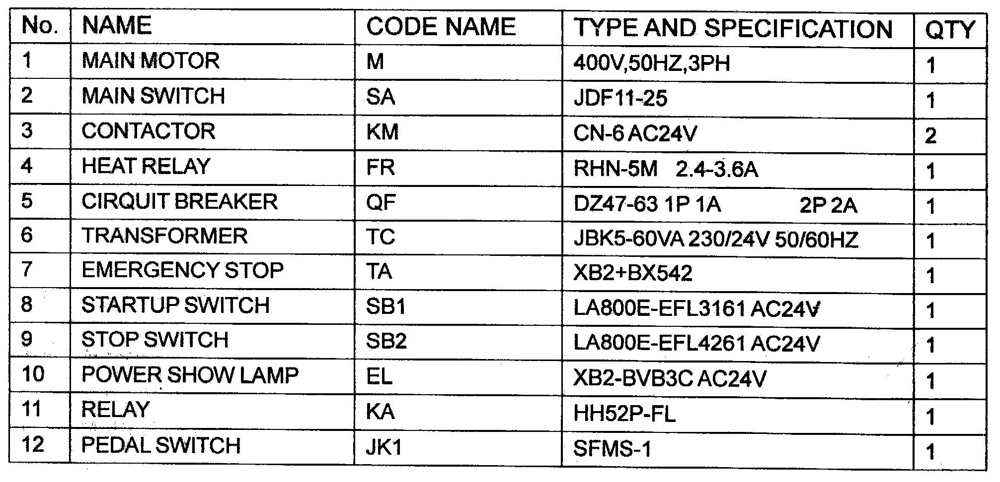 No. NAME CODE NAME TYPE AND SPECIFICATION QTY
1 MAIN MOTOR M 400V,50HZ,3PH 1
2 MAIN SWITCH SA JDF11-25 1
3 CONTACTOR KM CN-6 AC24V 2
4 HEAT RELAY FR RHN-5M 2.4-3.6A 1
5 CIRQUIT BREAKER QF DZ47-63 1P 1A 2P 2A 1
6 TRANSFORMER TC JBK5-60VA 230/24V 50/60HZ 1
7 EMERGENCY STOP TA XB2+BX542 1
8 STARTUP SWITCH SB1 LA800E-EFL3161 AC24V 1
9 STOP SWITCH SB2 LA800E-EFL4261 AC24V 1
10 POWER SHOW LAMP EL XB2-BVB3C AC24V 1
11 RELAY KA HH52P-FL 1
12 PEDAL SWITCH JK1 SFMS-1 1